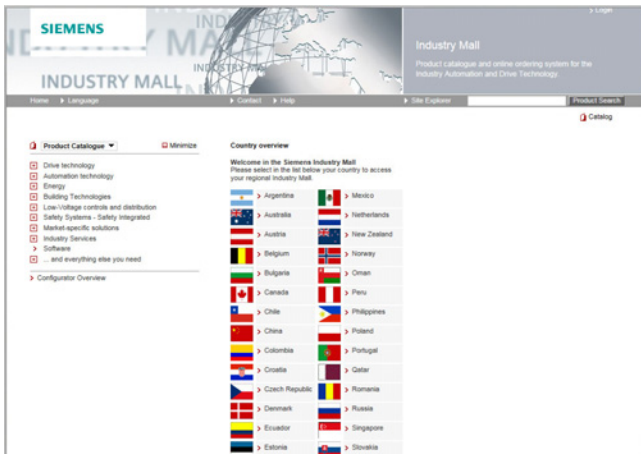 > Login
SIEMENS
INDUSTRY MALL
Industry Mall
Product catalogue and online ordering system for the
Industry Automation and Drive Technology
Home > Language > Contact > Help > Site Explorer Product Search
Catalog
Product Catalogue Minimize
Drive technology
Automation technology
Energy
Building Technologies
Low-Voltage controls and distribution
Safety Systems - Safety Integrated
Market-specific solutions
Industry Services
> Software
... and everything else you need
> Configurator Overview
Country overview
Welcome in the Siemens Industry Mall
Please select in the list below your country to access
your regional Industry Mall.
> Argentina > Mexico
> Australia > Netherlands
> Austria > New Zealand
> Belgium > Norway
> Bulgaria > Oman
> Canada > Peru
> Chile > Philippines
> China > Poland
> Colombia > Portugal
> Croatia > Qatar
> Czech Republic > Romania
> Denmark > Russia
> Ecuador > Singapore
> Estonia > Slovakia